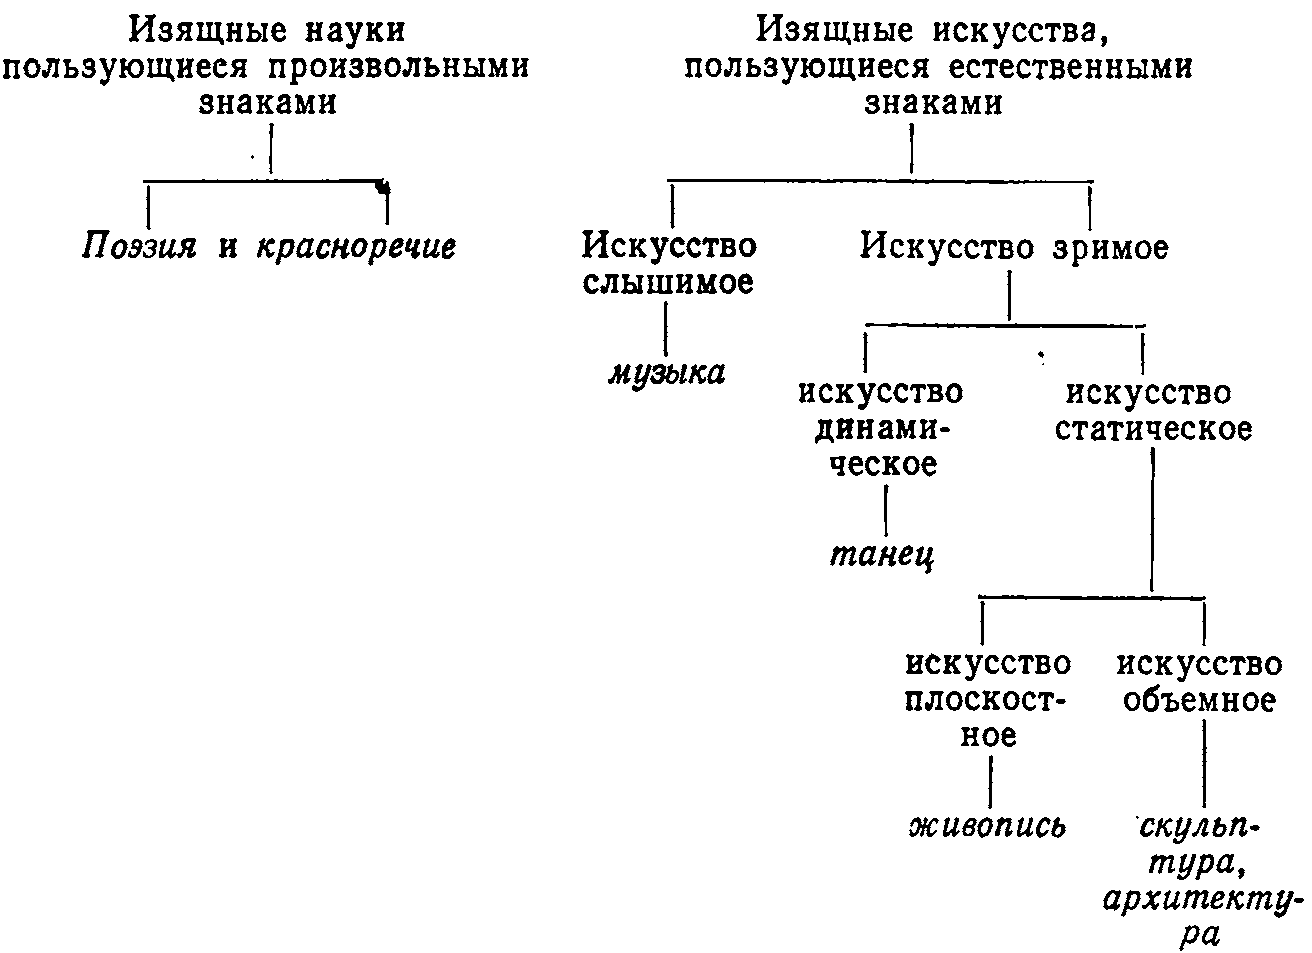 Изящные науки
пользующиеся произвольными
знаками
Поэзия и красноречие
Изящные искусства,
пользующиеся естественными
знаками
Искусство
слышимое
музыка
Искусство зримое
искусство
динами-
ческое
танец
искусство
статическое
искусство
плоскост-
ное
живопись
искусство
объемное
скульп-
тура,
архитекту-
ра